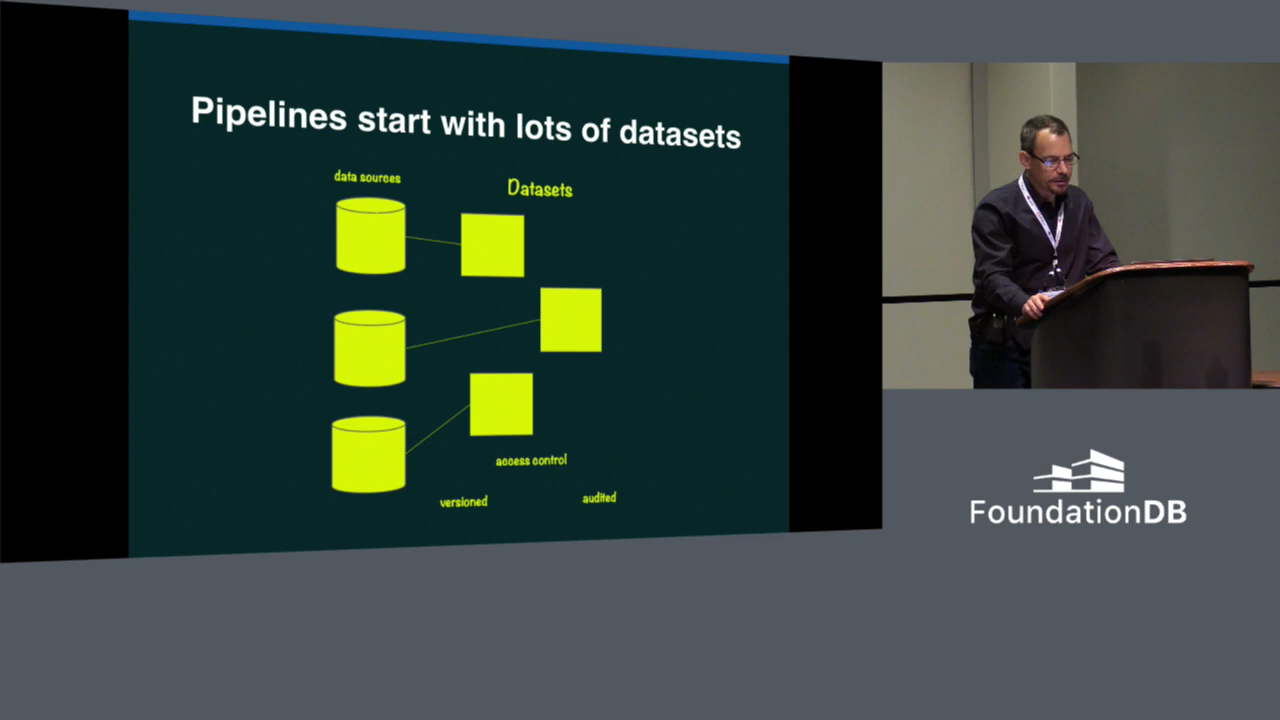 Pipelines start with lots of datasets
data sources
Datasets
access control
versioned
audited
FoundationDB